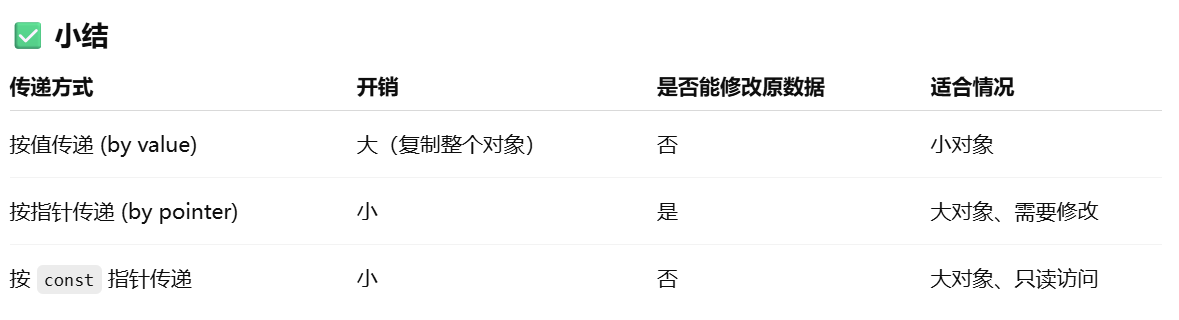 ✅ 小结
传递方式 开销 是否能修改原数据 适合情况
按值传递 (by value) 大（复制整个对象） 否 小对象
按指针传递 (by pointer) 小 是 大对象、需要修改
按 const 指针传递 小 否 大对象、只读访问